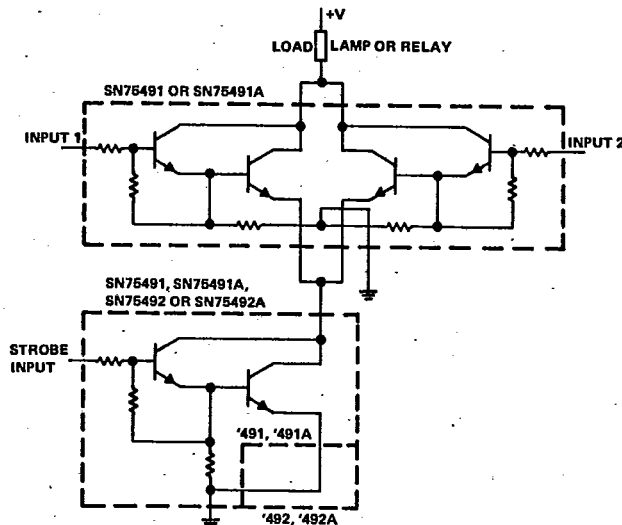 +V
LOAD LAMP OR RELAY
SN75491 OR SN75491A
INPUT 1
INPUT 2
SN75491, SN75491A,
SN75492 OR SN75492A
STROBE
INPUT
'491, '491A
'492, '492A